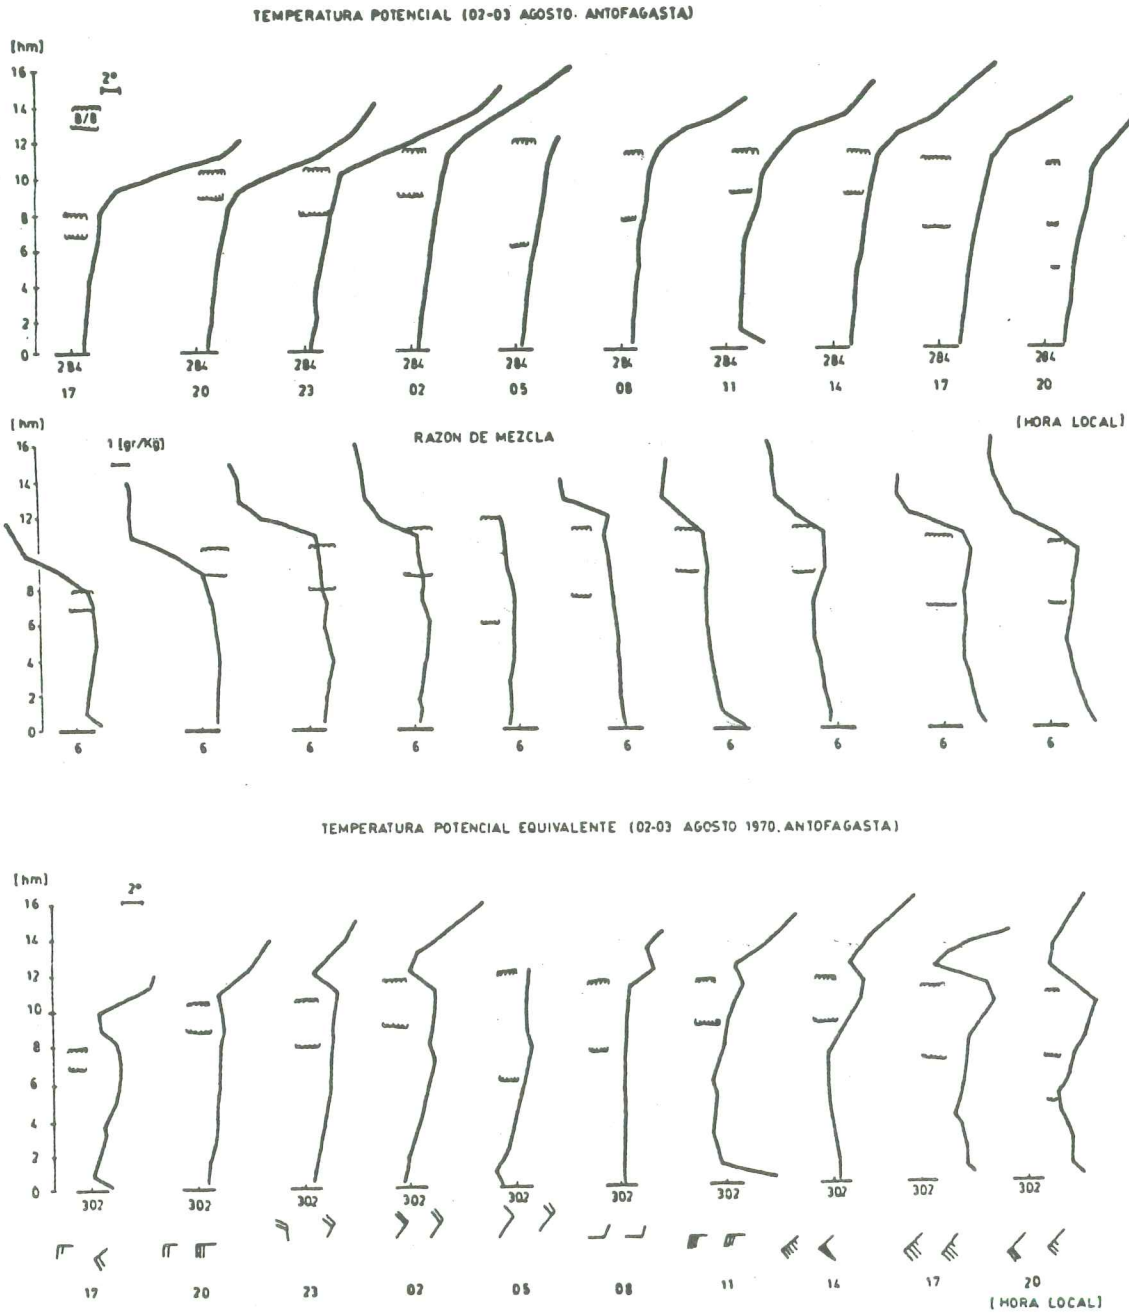 TEMPERATURA POTENCIAL (02-03 AGOSTO. ANTOFAGASTA)
[hm]
16
14
12
10
8
6
4
2
0
2°
8/8
284 284 284 284 284 284 284 284 284 284
17 20 23 02 05 08 11 14 17 20
[HORA LOCAL]
[hm]
RAZON DE MEZCLA
1 [gr/Kg]
16
14
12
8
6
4
2
0
6 6 6 6 6 6 6 6 6 6
TEMPERATURA POTENCIAL EQUIVALENTE (02-03 AGOSTO 1970. ANTOFAGASTA)
[hm]
2°
16
14
12
10
8
6
4
2
0
302 302 302 302 302 302 302 302 302 302
17 20 23 02 05 08 11 14 17 20
[HORA LOCAL]